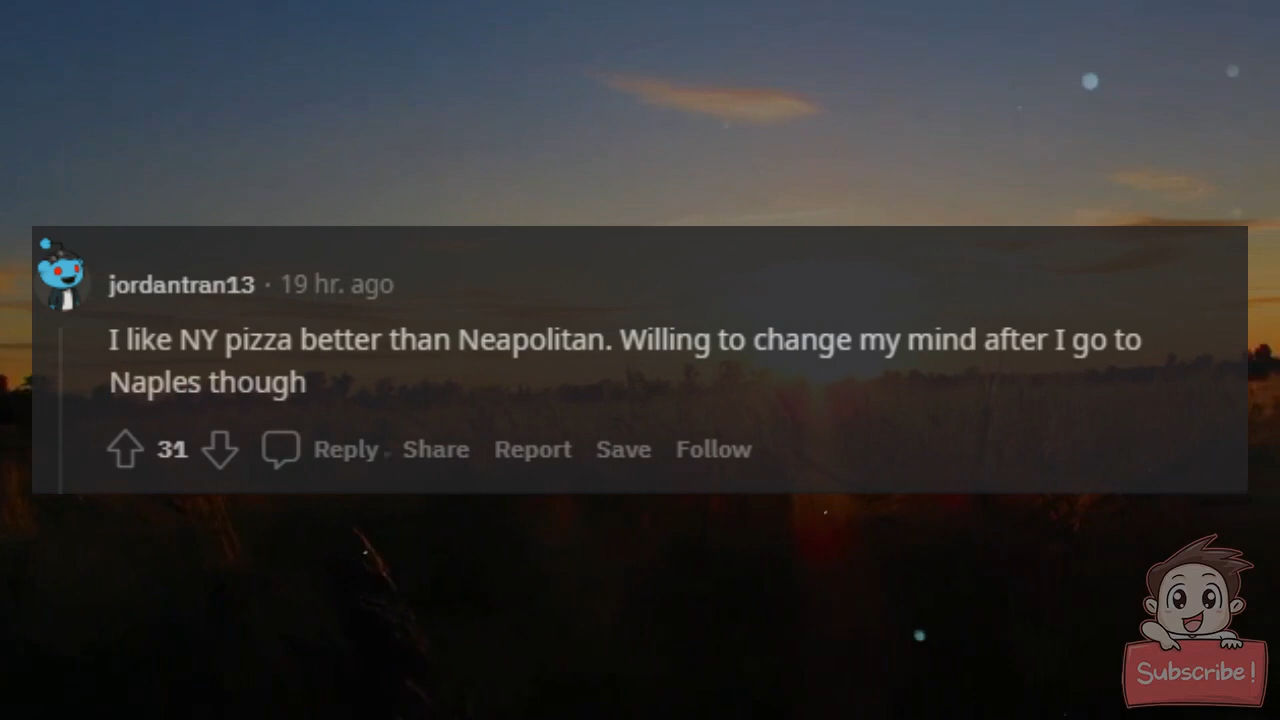 jordantran13 · 19 hr. ago
I like NY pizza better than Neapolitan. Willing to change my mind after I go to
Naples though
31 Reply Share Report Save Follow
Subscribe!